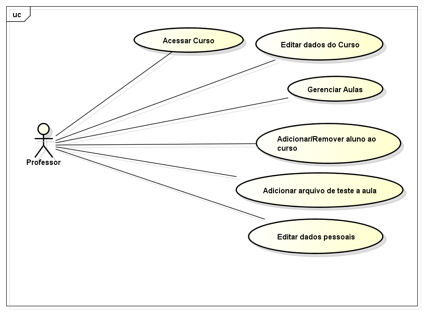 uc
Acessar Curso
Editar dados do Curso
Gerenciar Aulas
Professor
Adicionar/Remover aluno ao
curso
Adicionar arquivo de teste a aula
Editar dados pessoais